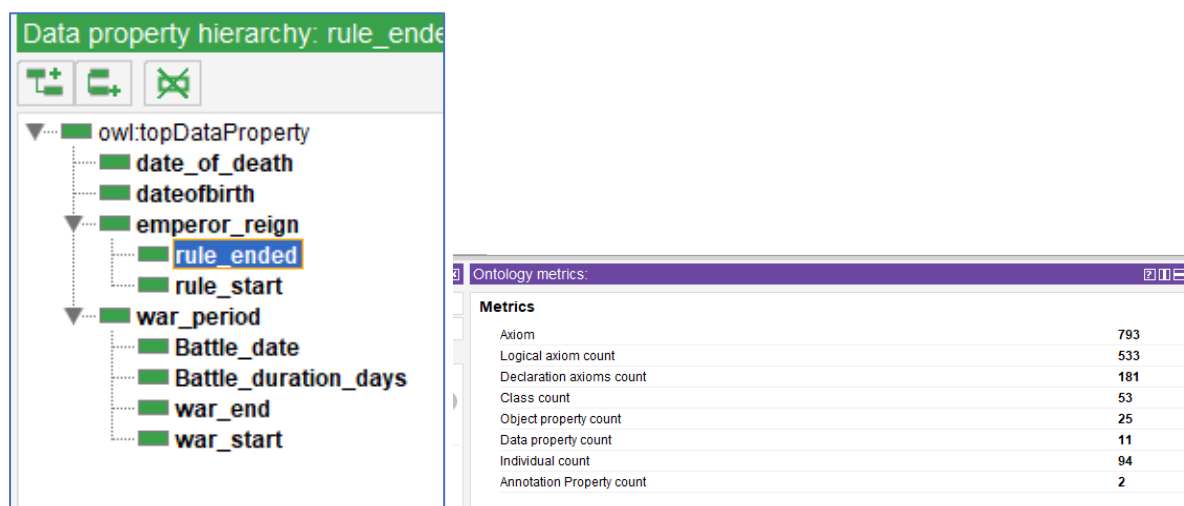 Data property hierarchy: rule_ende
owl:topDataProperty
date_of_death
dateofbirth
emperor_reign
rule_ended
rule_start
war_period
Battle_date
Battle_duration_days
war_end
war_start
Ontology metrics:
Metrics
Axiom 793
Logical axiom count 533
Declaration axioms count 181
Class count 53
Object property count 25
Data property count 11
Individual count 94
Annotation Property count 2